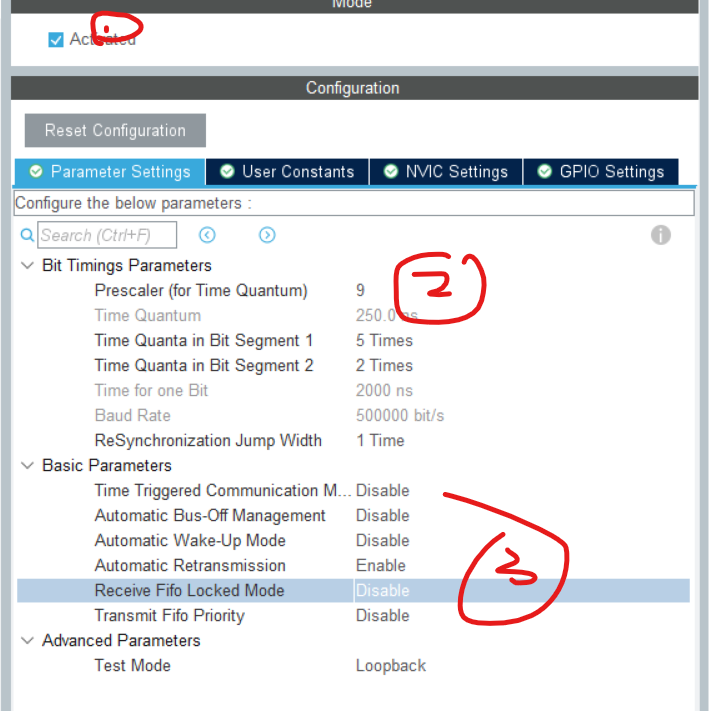 Mode
Activated
Configuration
Reset Configuration
Parameter Settings
User Constants
NVIC Settings
GPIO Settings
Configure the below parameters :
Search (Ctrl+F)
Bit Timings Parameters
Prescaler (for Time Quantum) 9
2
Time Quantum 250.0 ns
Time Quanta in Bit Segment 1 5 Times
Time Quanta in Bit Segment 2 2 Times
Time for one Bit 2000 ns
Baud Rate 500000 bit/s
ReSynchronization Jump Width 1 Time
Basic Parameters
Time Triggered Communication M... Disable
Automatic Bus-Off Management Disable
Automatic Wake-Up Mode Disable
Automatic Retransmission Enable
3
Receive Fifo Locked Mode Disable
Transmit Fifo Priority Disable
Advanced Parameters
Test Mode Loopback